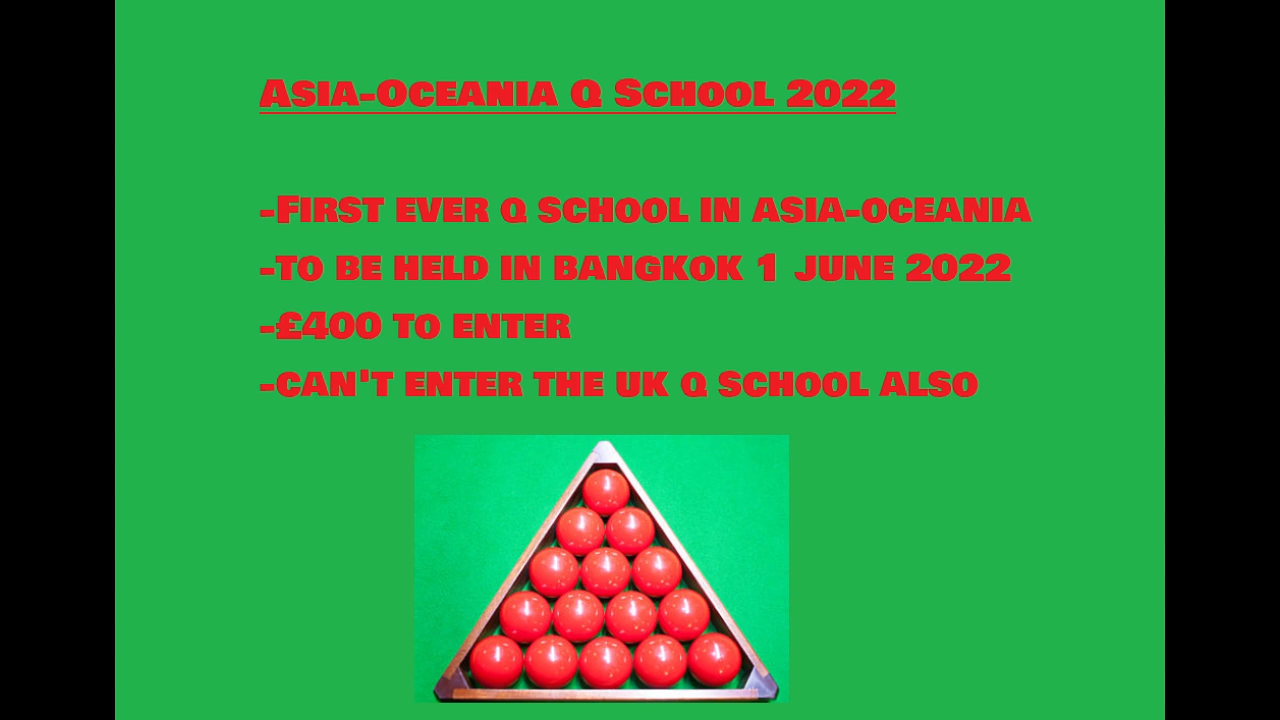 Asia-Oceania Q School 2022
-First ever q school in asia-oceania
-to be held in bangkok 1 june 2022
-£400 to enter
-can't enter the uk q school also